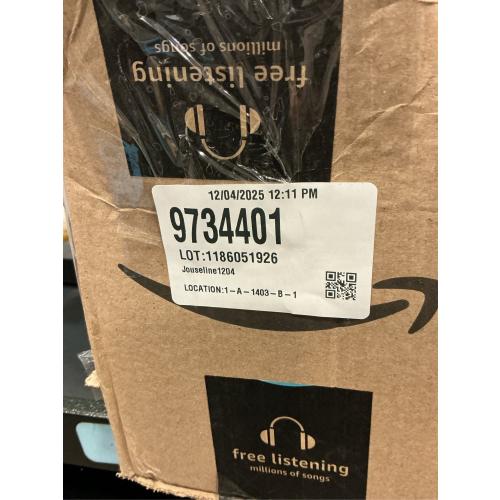 millions of songs
free listening
12/04/2025 12:11 PM
9734401
LOT:1186051926
Jouseline1204
LOCATION:1-A-1403-B-1
free listening
millions of songs